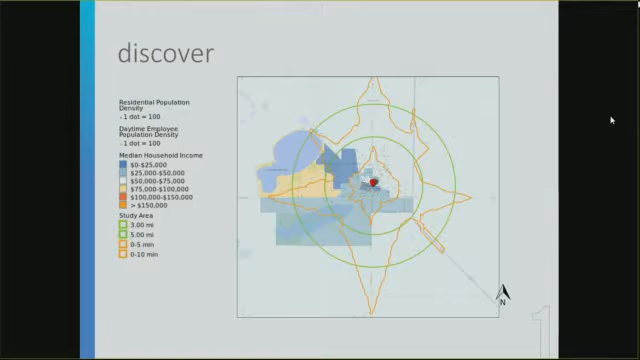 discover
Residential Population
Density
. 1 dot = 100
Daytime Employee
Population Density
. 1 dot = 100
Median Household Income
$0-$25,000
$25,000-$50,000
$50,000-$75,000
$75,000-$100,000
$100,000-$150,000
> $150,000
Study Area
3.00 mi
5.00 mi
0-5 min
0-10 min
N
1